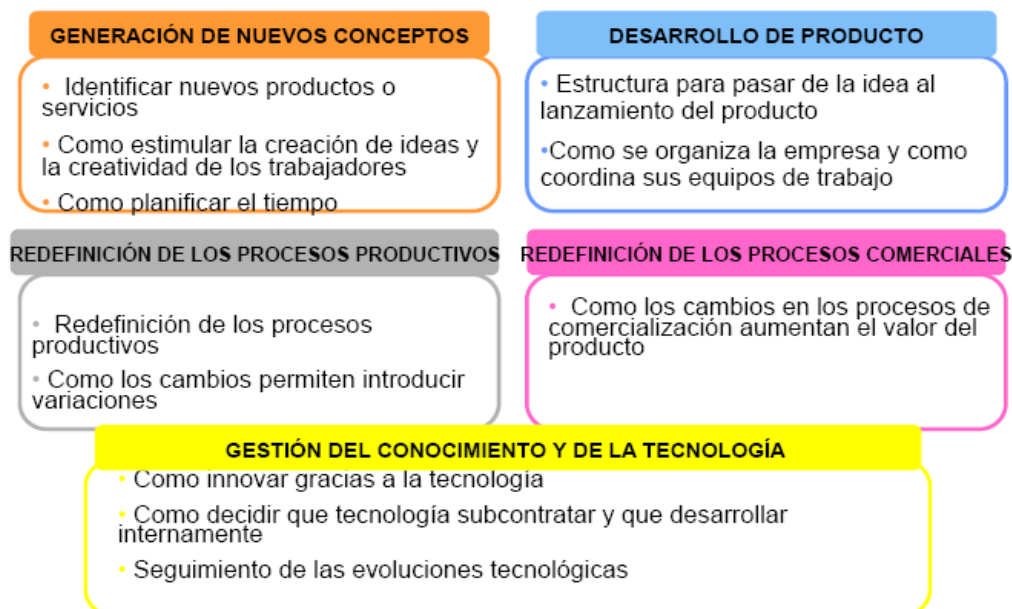 GENERACIÓN DE NUEVOS CONCEPTOS
• Identificar nuevos productos o
servicios
• Como estimular la creación de ideas y
la creatividad de los trabajadores
• Como planificar el tiempo
DESARROLLO DE PRODUCTO
• Estructura para pasar de la idea al
lanzamiento del producto
•Como se organiza la empresa y como
coordina sus equipos de trabajo
REDEFINICIÓN DE LOS PROCESOS PRODUCTIVOS
• Redefinición de los procesos
productivos
• Como los cambios permiten introducir
variaciones
REDEFINICIÓN DE LOS PROCESOS COMERCIALES
• Como los cambios en los procesos de
comercialización aumentan el valor del
producto
GESTIÓN DEL CONOCIMIENTO Y DE LA TECNOLOGÍA
• Como innovar gracias a la tecnología
• Como decidir que tecnología subcontratar y que desarrollar
internamente
• Seguimiento de las evoluciones tecnológicas